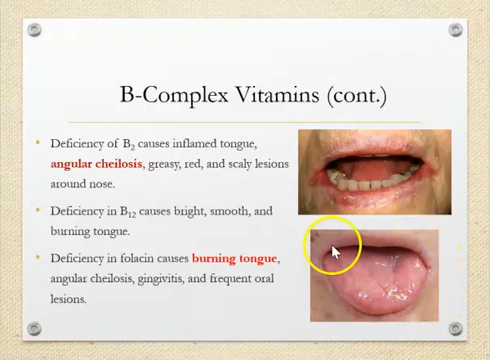 B-Complex Vitamins (cont.)
Deficiency of B₂ causes inflamed tongue,
angular cheilosis, greasy, red, and scaly lesions
around nose.
Deficiency in B₁₂ causes bright, smooth, and
burning tongue.
Deficiency in folacin causes burning tongue,
angular cheilosis, gingivitis, and frequent oral
lesions.